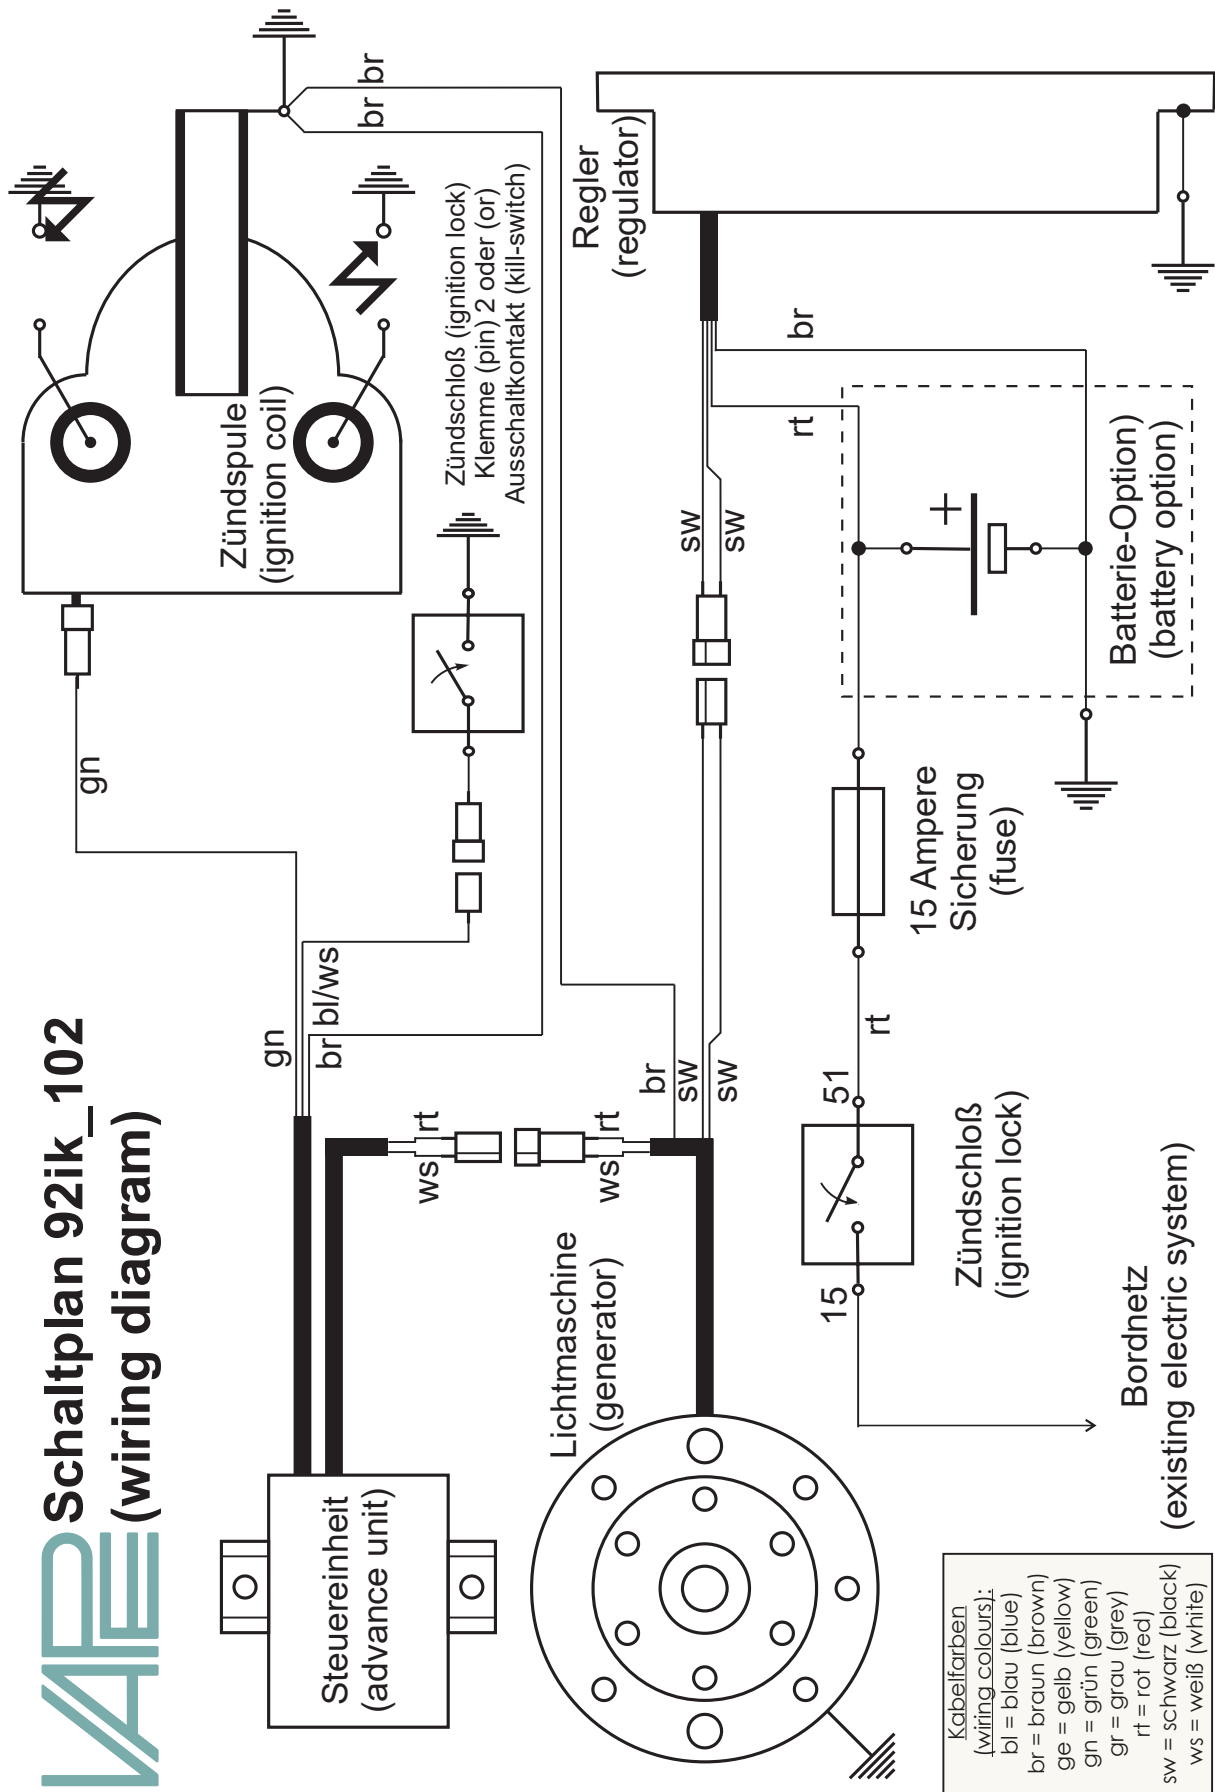 VAPE
Schaltplan 92ik_102
(wiring diagram)
Zündspule
(ignition coil)
br
br
Zündschloß (ignition lock)
Klemme (pin) 2 oder (or)
Ausschaltkontakt (kill-switch)
gn
gn
bl/ws
br
Steuereinheit
(advance unit)
ws
rt
ws
rt
Lichtmaschine
(generator)
br
sw
sw
sw
sw
Regler
(regulator)
br
rt
+
Batterie-Option)
(battery option)
15 Ampere
Sicherung
(fuse)
rt
51
15
Zündschloß
(ignition lock)
Bordnetz
(existing electric system)
Kabelfarben
(wiring colours):
bl = blau (blue)
br = braun (brown)
ge = gelb (yellow)
gn = grün (green)
gr = grau (grey)
rt = rot (red)
sw = schwarz (black)
ws = weiß (white)